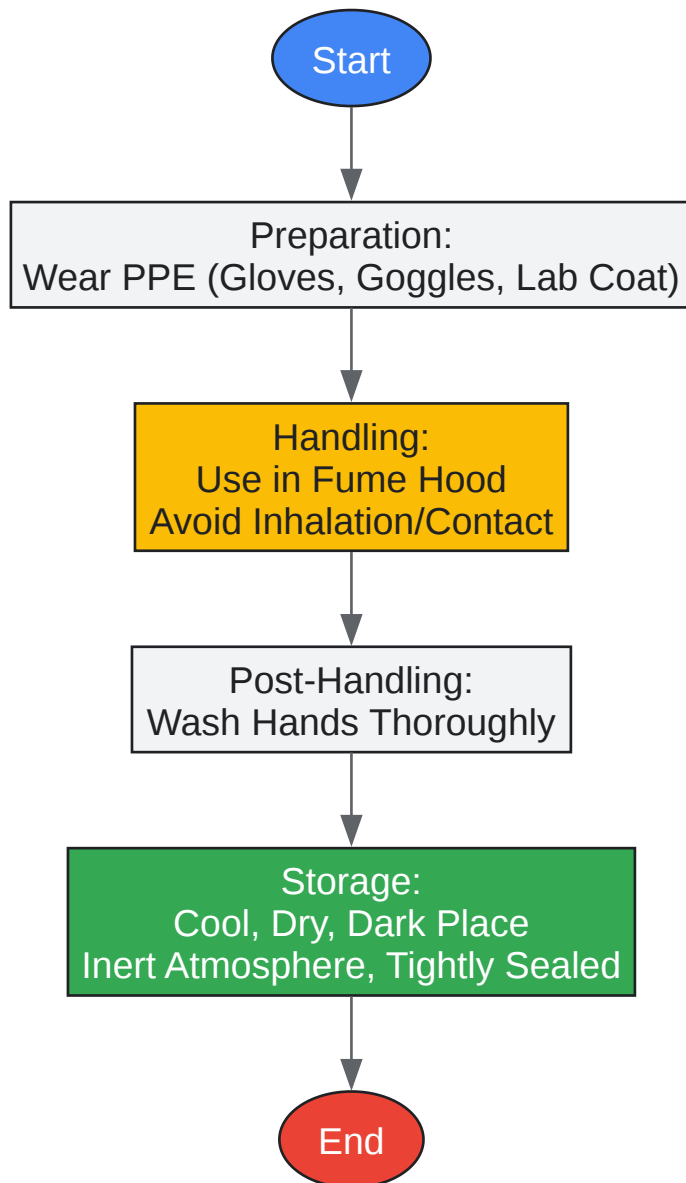 Start
Preparation:
Wear PPE (Gloves, Goggles, Lab Coat)
Handling:
Use in Fume Hood
Avoid Inhalation/Contact
Post-Handling:
Wash Hands Thoroughly
Storage:
Cool, Dry, Dark Place
Inert Atmosphere, Tightly Sealed
End